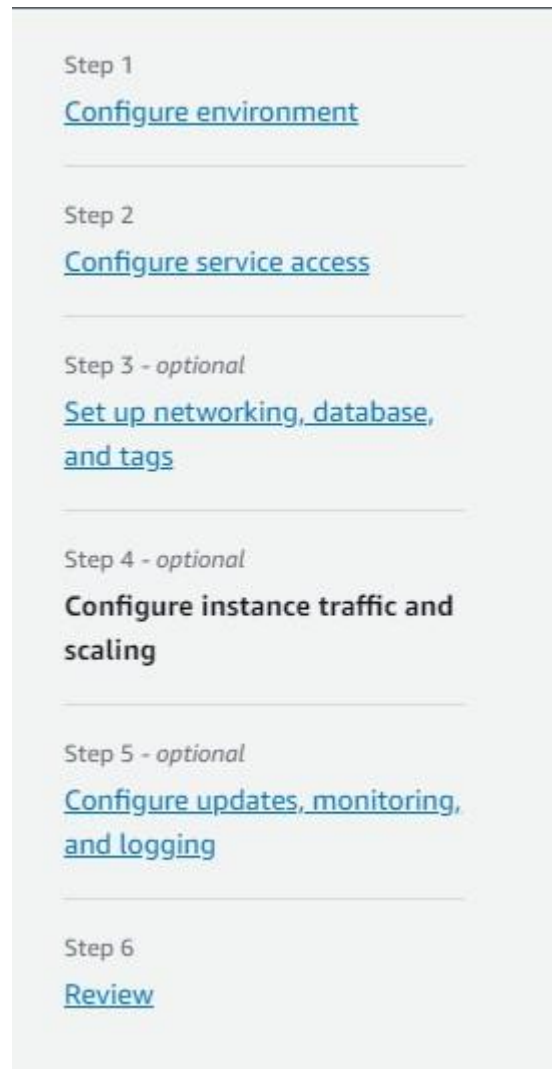 Step 1
Configure environment
Step 2
Configure service access
Step 3 - optional
Set up networking, database,
and tags
Step 4 - optional
Configure instance traffic and
scaling
Step 5 - optional
Configure updates, monitoring,
and logging
Step 6
Review